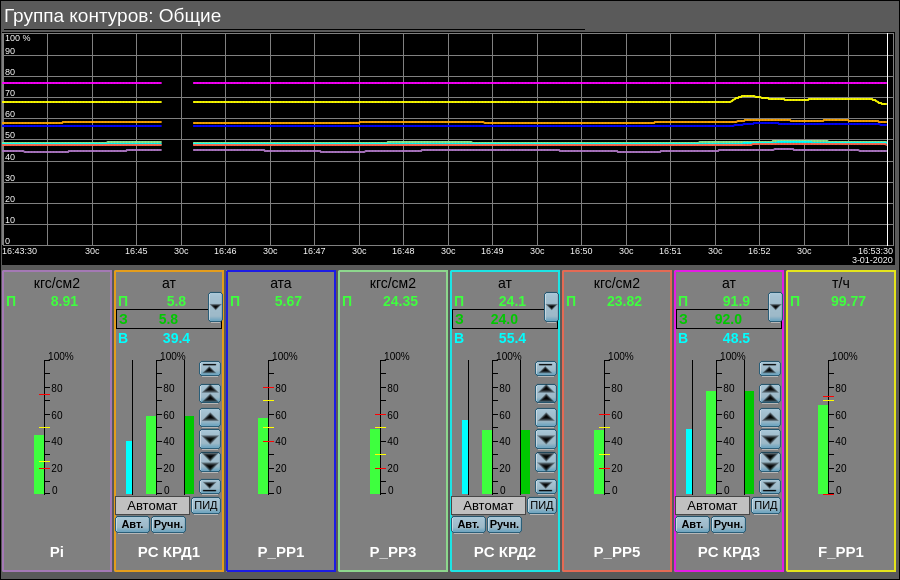 Группа контуров: Общие
100 %
90
80
70
60
50
40
30
20
10
0
16:43:30 30с 16:45 30с 16:46 30с 16:47 30с 16:48 30с 16:49 30с 16:50 30с 16:51 30с 16:52 30с 16:53:30
3-01-2020
кгс/см2 ат ата кгс/см2 ат кгс/см2 ат т/ч
П 8.91 П 5.8 П 5.67 П 24.35 П 24.1 П 23.82 П 91.9 П 99.77
З 5.8 З 24.0 З 92.0
В 39.4 В 55.4 В 48.5
100% 100% 100% 100% 100% 100% 100% 100%
80 80 80 80 80 80 80 80
60 60 60 60 60 60 60 60
40 40 40 40 40 40 40 40
20 20 20 20 20 20 20 20
0 0 0 0 0 0 0 0
Автомат ПИД Автомат ПИД Автомат ПИД
Авт. Ручн. Авт. Ручн. Авт. Ручн.
Pi РС КРД1 P_PP1 P_PP3 РС КРД2 P_PP5 РС КРД3 F_PP1